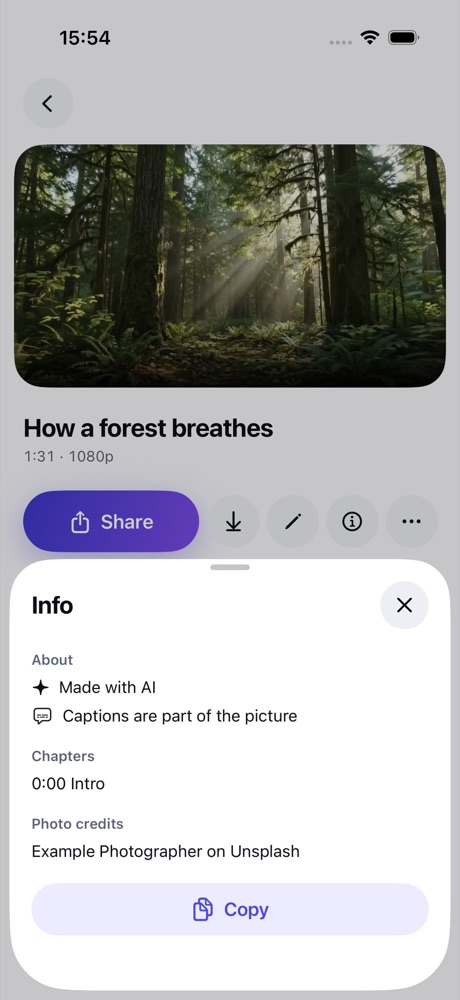 15:54
How a forest breathes
1:31 · 1080p
Share
Info
About
Made with AI
Captions are part of the picture
Chapters
0:00 Intro
Photo credits
Example Photographer on Unsplash
Copy